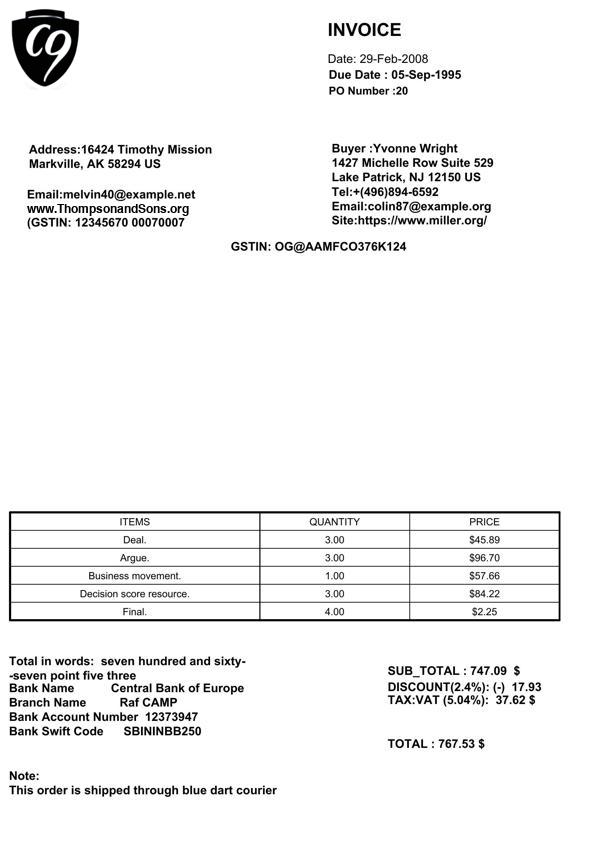 C9
INVOICE
Date: 29-Feb-2008
Due Date : 05-Sep-1995
PO Number :20
Address:16424 Timothy Mission
Markville, AK 58294 US
Email:melvin40@example.net
www.ThompsonandSons.org
(GSTIN: 12345670 00070007
Buyer :Yvonne Wright
1427 Michelle Row Suite 529
Lake Patrick, NJ 12150 US
Tel:+(496)894-6592
Email:colin87@example.org
Site:https://www.miller.org/
GSTIN: OG@AAMFCO376K124
ITEMS QUANTITY PRICE
Deal. 3.00 $45.89
Argue. 3.00 $96.70
Business movement. 1.00 $57.66
Decision score resource. 3.00 $84.22
Final. 4.00 $2.25
Total in words: seven hundred and sixty-
-seven point five three
Bank Name Central Bank of Europe
Branch Name Raf CAMP
Bank Account Number 12373947
Bank Swift Code SBININBB250
SUB_TOTAL : 747.09 $
DISCOUNT(2.4%): (-) 17.93
TAX:VAT (5.04%): 37.62 $
TOTAL : 767.53 $
Note:
This order is shipped through blue dart courier